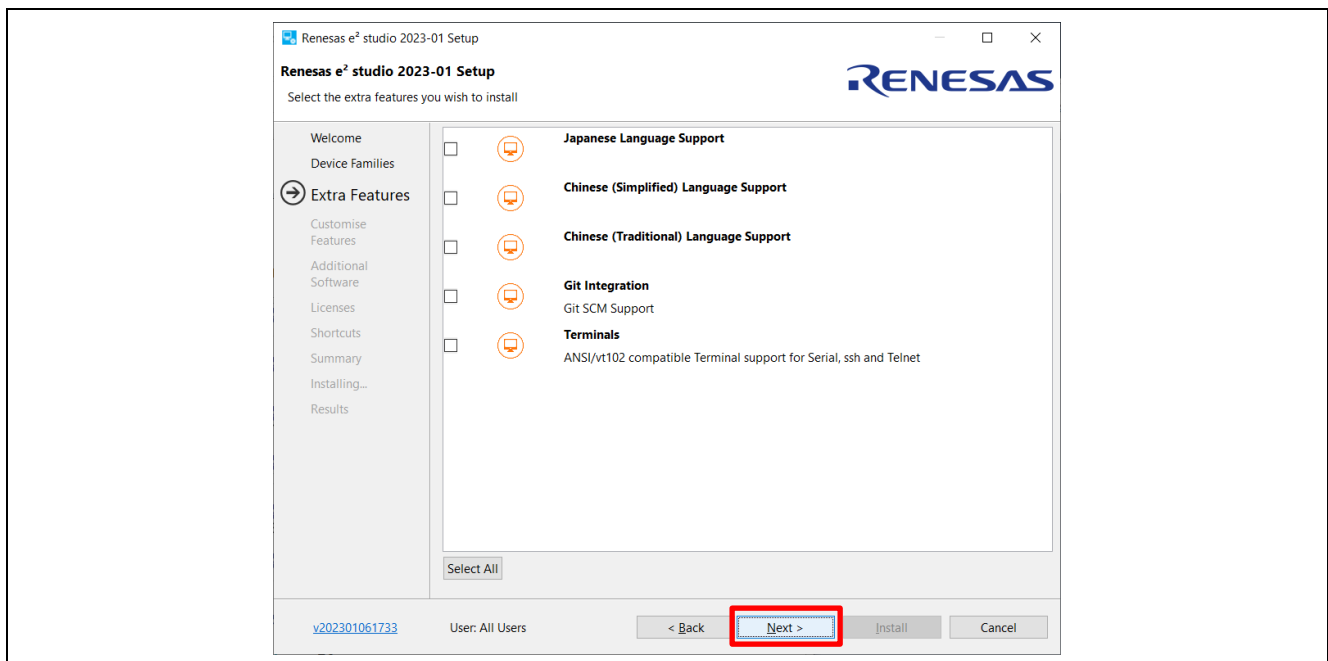 Renesas e² studio 2023-01 Setup
Renesas e² studio 2023-01 Setup
Select the extra features you wish to install
RENESAS
Welcome
Device Families
Extra Features
Customise
Features
Additional
Software
Licenses
Shortcuts
Summary
Installing...
Results
Japanese Language Support
Chinese (Simplified) Language Support
Chinese (Traditional) Language Support
Git Integration
Git SCM Support
Terminals
ANSI/vt102 compatible Terminal support for Serial, ssh and Telnet
Select All
v202301061733
User: All Users
< Back
Next >
Install
Cancel